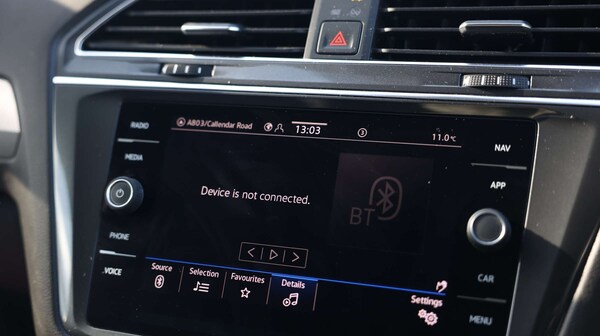 RADIO
A803/Callendar Road
13:03
3
11.0°C
NAV
MEDIA
APP
Device is not connected.
BT
PHONE
VOICE
Source
Selection
Favourites
Details
Settings
CAR
MENU